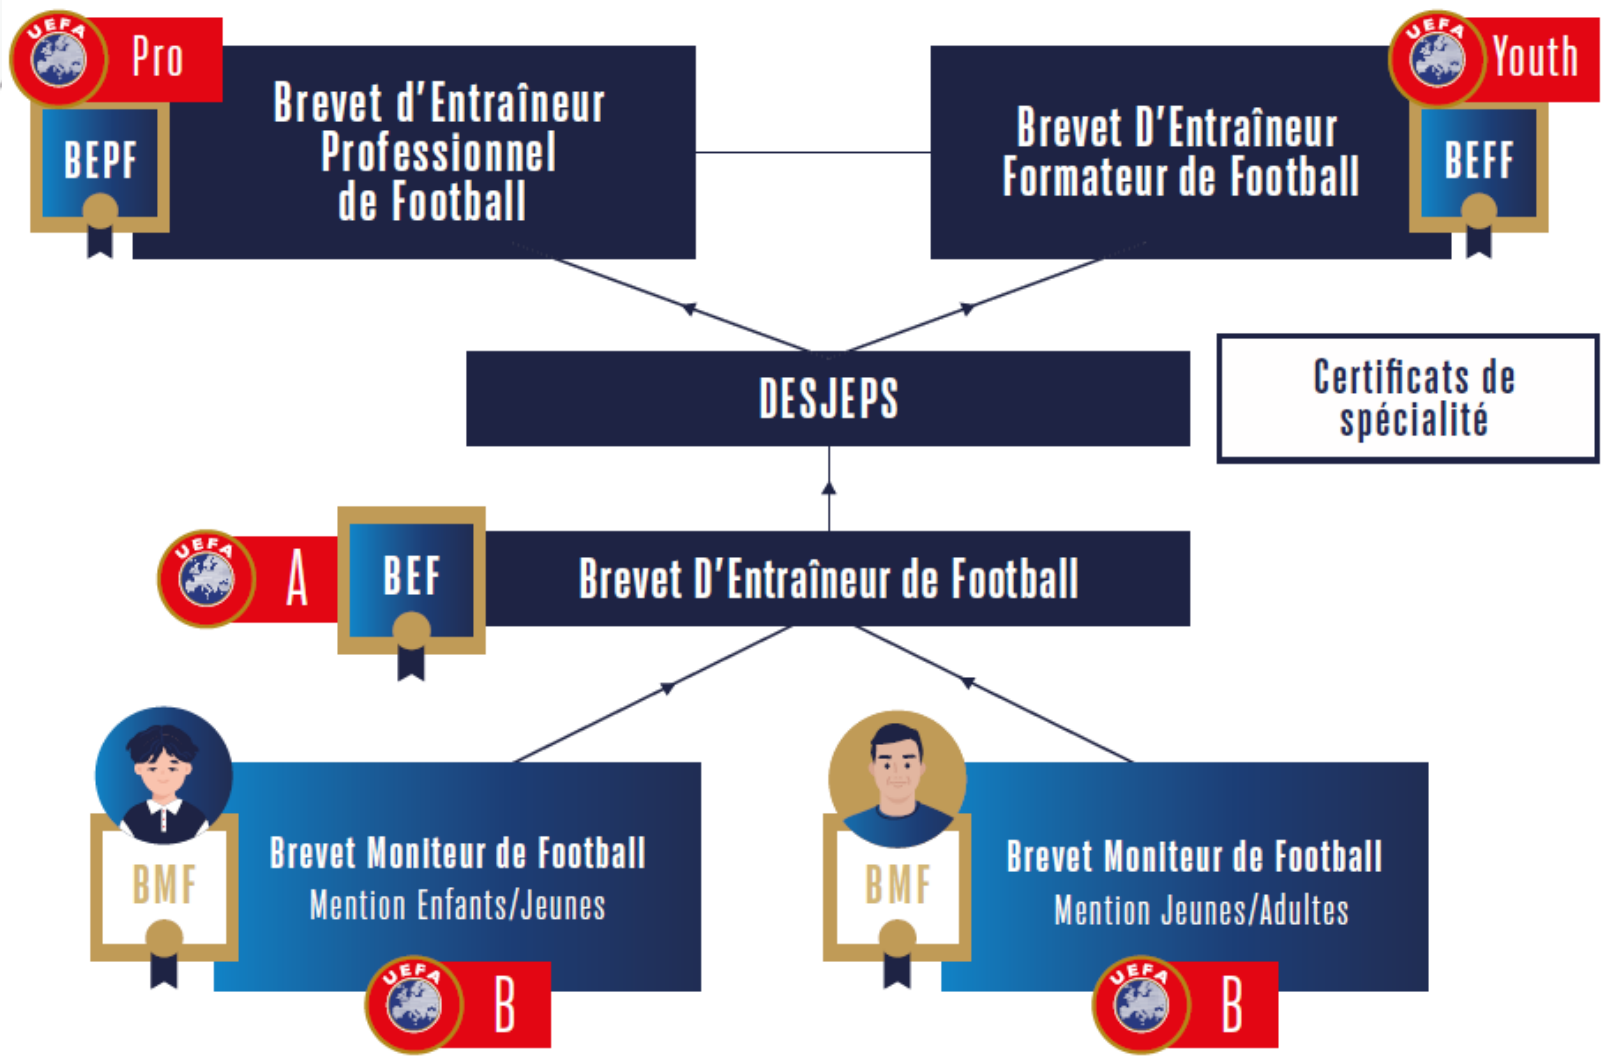 UEFA
Pro
BEPF
Brevet d'Entraîneur
Professionnel
de Football
UEFA
Youth
BEFF
Brevet D'Entraîneur
Formateur de Football
DESJEPS
Certificats de
spécialité
UEFA
A
BEF
Brevet D'Entraîneur de Football
BMF
Brevet MonIteur de Football
Mention Enfants/Jeunes
UEFA
B
BMF
Brevet MonIteur de Football
Mention Jeunes/Adultes
UEFA
B